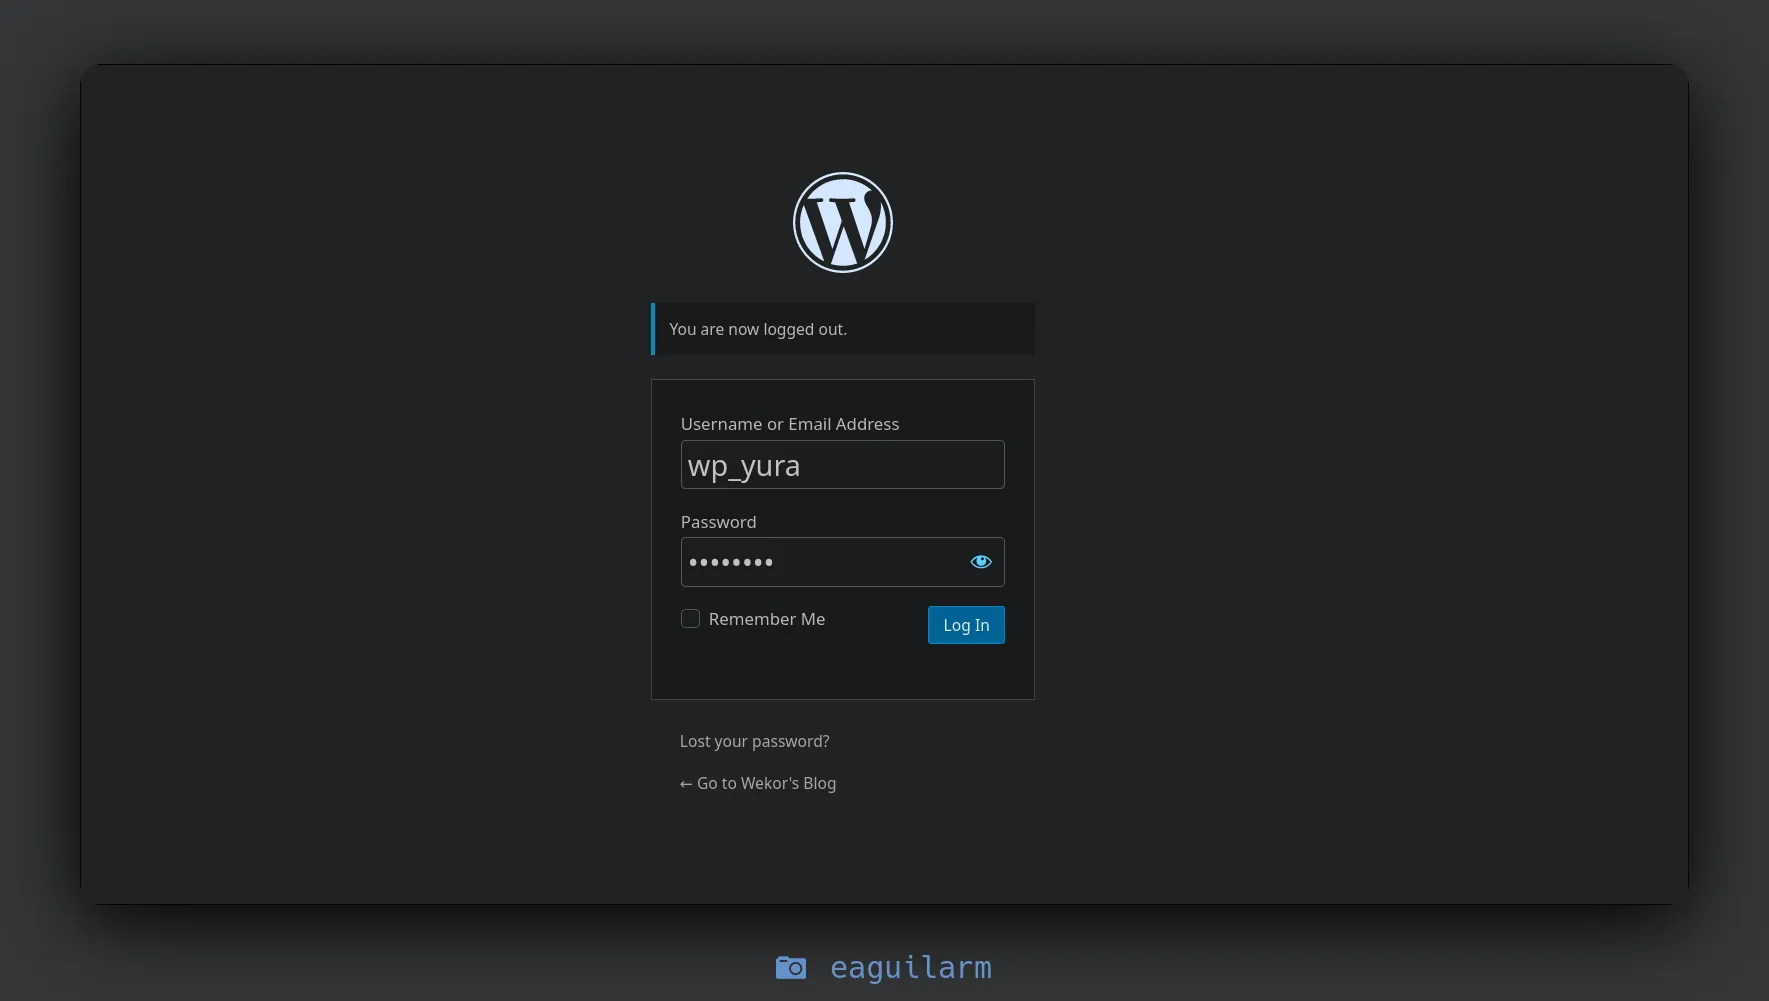 You are now logged out.
Username or Email Address
wp_yura
Password
••••••••
Remember Me
Log In
Lost your password?
← Go to Wekor's Blog
eaguilarm